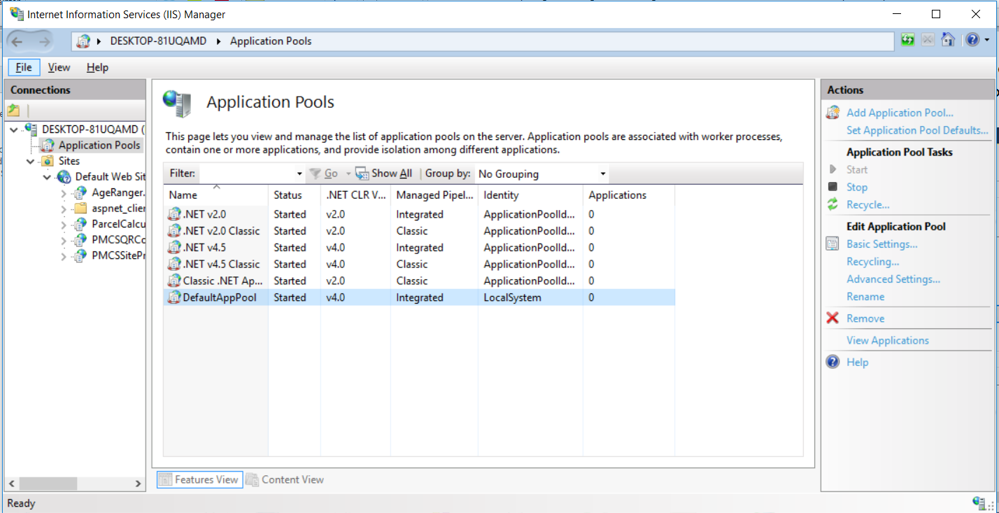 Internet Information Services (IIS) Manager
DESKTOP-81UQAMD Application Pools
File View Help
Connections
DESKTOP-81UQAMD (
Application Pools
Sites
Default Web Sit
AgeRanger.
aspnet_clien
ParcelCalcu
PMCSQRCo
PMCSSitePr
Application Pools
This page lets you view and manage the list of application pools on the server. Application pools are associated with worker processes,
contain one or more applications, and provide isolation among different applications.
Filter: Go Show All Group by: No Grouping
Name Status .NET CLR V... Managed Pipel... Identity Applications
.NET v2.0 Started v2.0 Integrated ApplicationPoolId... 0
.NET v2.0 Classic Started v2.0 Classic ApplicationPoolId... 0
.NET v4.5 Started v4.0 Integrated ApplicationPoolId... 0
.NET v4.5 Classic Started v4.0 Classic ApplicationPoolId... 0
Classic .NET Ap... Started v2.0 Classic ApplicationPoolId... 0
DefaultAppPool Started v4.0 Integrated LocalSystem 0
Features View Content View
Actions
Add Application Pool...
Set Application Pool Defaults...
Application Pool Tasks
Start
Stop
Recycle...
Edit Application Pool
Basic Settings...
Recycling...
Advanced Settings...
Rename
Remove
View Applications
Help
Ready